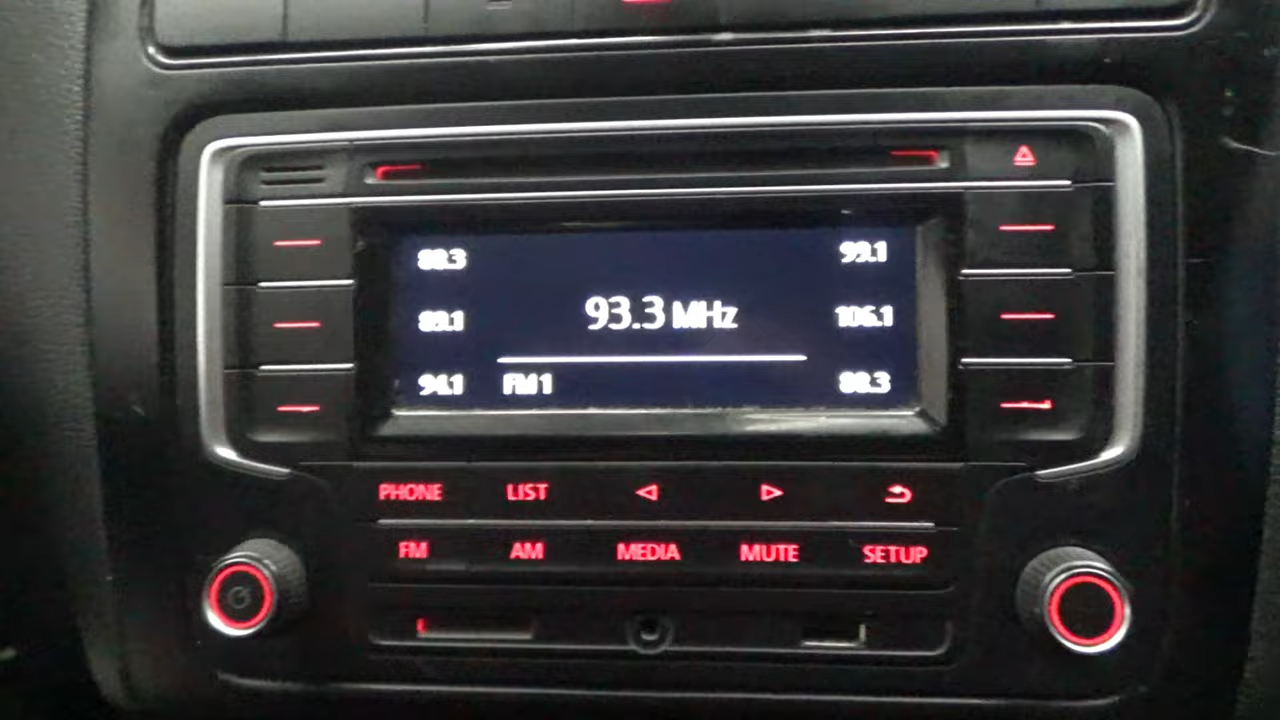 88.3 99.1
93.3 MHz
89.1 106.1
94.1 FM1 88.3
PHONE LIST
FM AM MEDIA MUTE SETUP